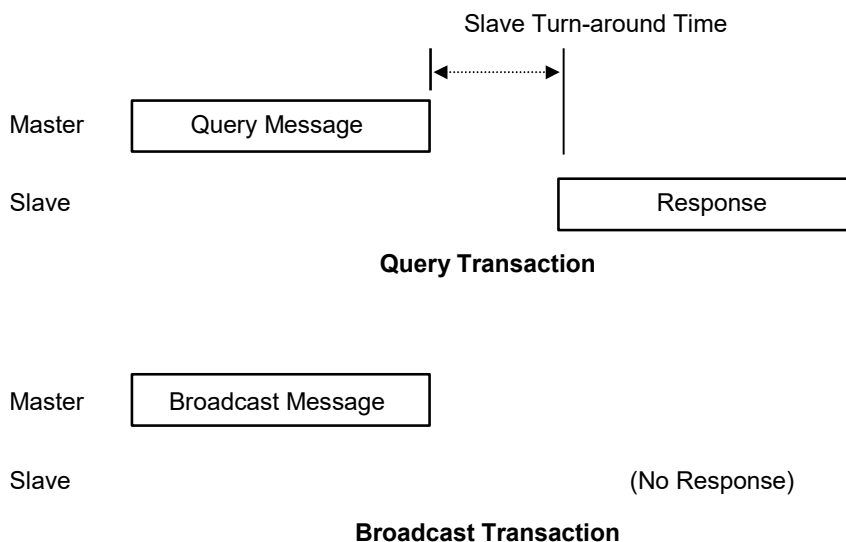 Slave Turn-around Time
Master
Query Message
Slave
Response
Query Transaction
Master
Broadcast Message
Slave
(No Response)
Broadcast Transaction